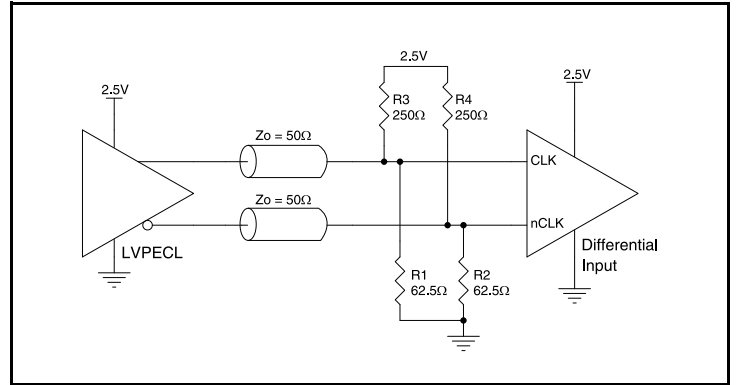 2.5V
2.5V
2.5V
R3
250Ω
R4
250Ω
Zo = 50Ω
CLK
Zo = 50Ω
nCLK
LVPECL
Differential
Input
R1
62.5Ω
R2
62.5Ω